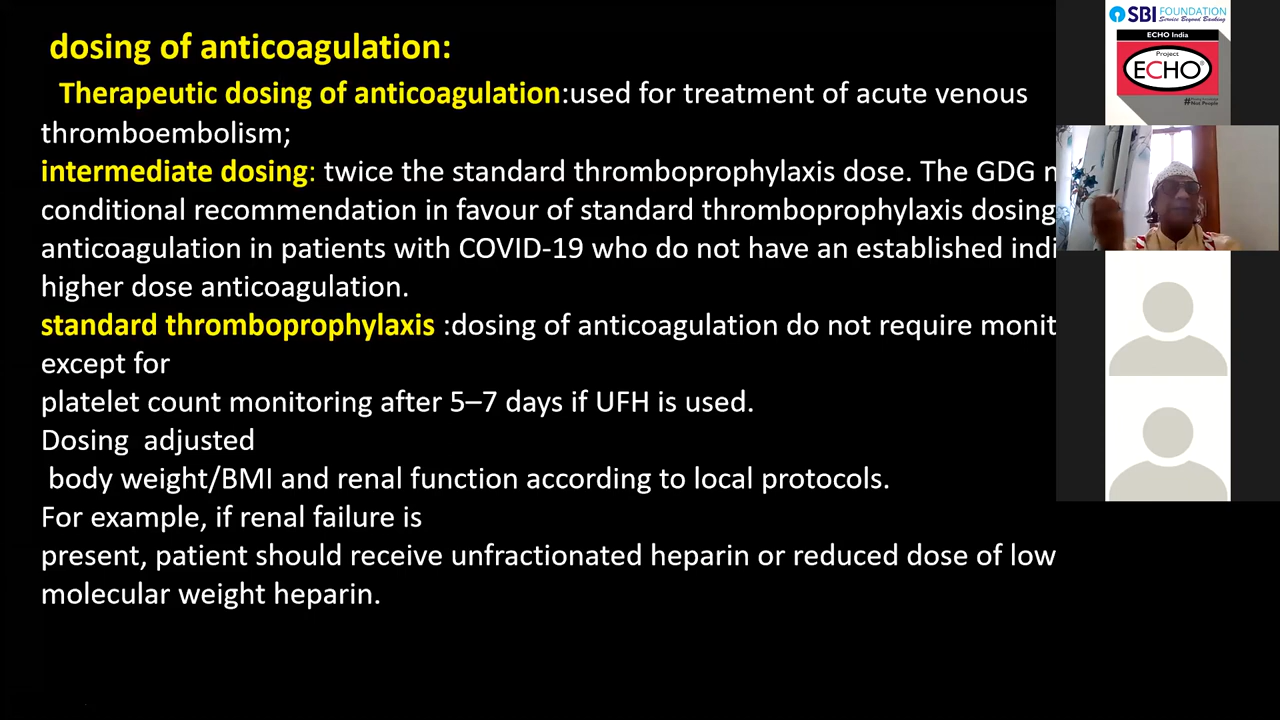 dosing of anticoagulation:
Therapeutic dosing of anticoagulation:used for treatment of acute venous
thromboembolism;
intermediate dosing: twice the standard thromboprophylaxis dose. The GDG
conditional recommendation in favour of standard thromboprophylaxis dosing
anticoagulation in patients with COVID-19 who do not have an established
higher dose anticoagulation.
standard thromboprophylaxis :dosing of anticoagulation do not require
except for
platelet count monitoring after 5–7 days if UFH is used.
Dosing adjusted
body weight/BMI and renal function according to local protocols.
For example, if renal failure is
present, patient should receive unfractionated heparin or reduced dose of low
molecular weight heparin.
SBI FOUNDATION
Service Beyond Banking
ECHO India
Project
ECHO®